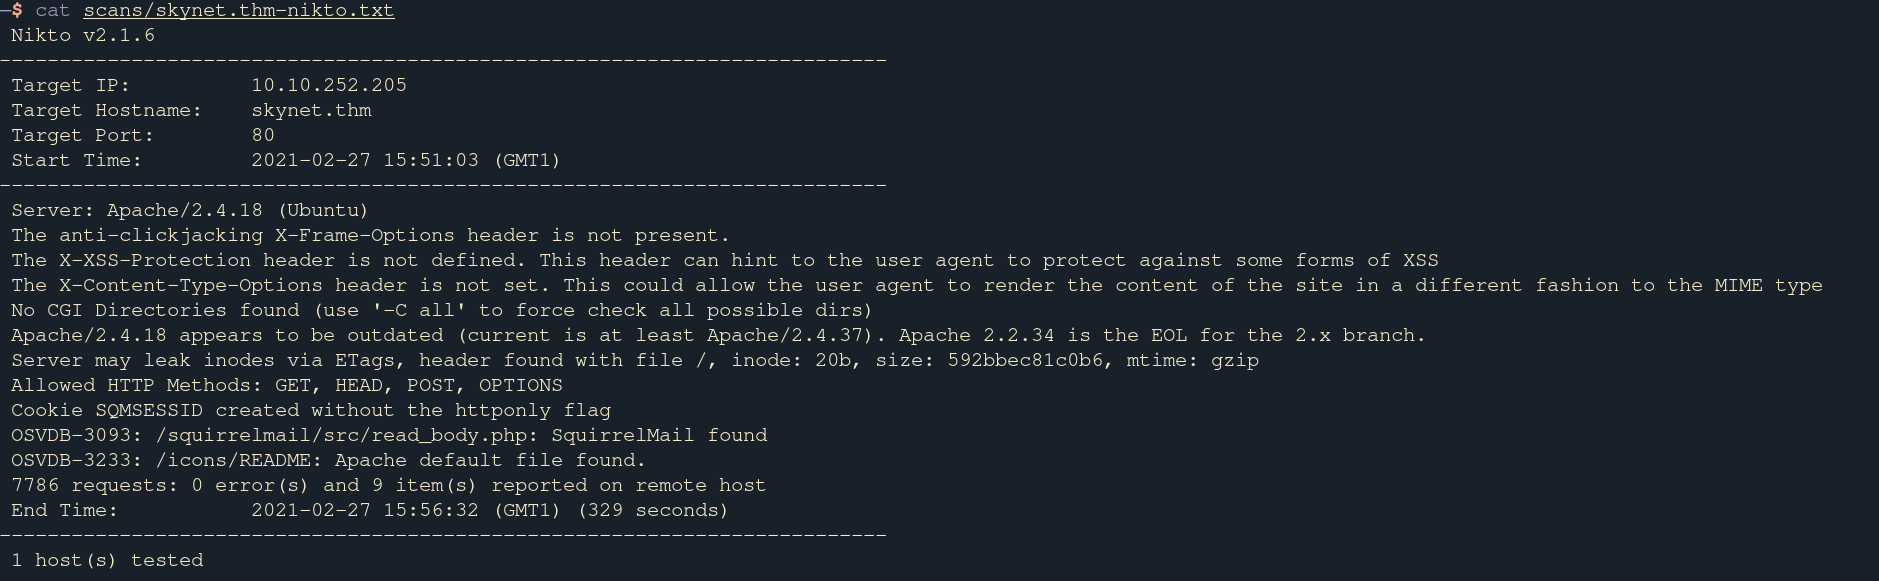 —$ cat scans/skynet.thm-nikto.txt
Nikto v2.1.6
--------------------------------------------------------------------------
Target IP:          10.10.252.205
Target Hostname:    skynet.thm
Target Port:        80
Start Time:         2021-02-27 15:51:03 (GMT1)
--------------------------------------------------------------------------
Server: Apache/2.4.18 (Ubuntu)
The anti-clickjacking X-Frame-Options header is not present.
The X-XSS-Protection header is not defined. This header can hint to the user agent to protect against some forms of XSS
The X-Content-Type-Options header is not set. This could allow the user agent to render the content of the site in a different fashion to the MIME type
No CGI Directories found (use '-C all' to force check all possible dirs)
Apache/2.4.18 appears to be outdated (current is at least Apache/2.4.37). Apache 2.2.34 is the EOL for the 2.x branch.
Server may leak inodes via ETags, header found with file /, inode: 20b, size: 592bbec81c0b6, mtime: gzip
Allowed HTTP Methods: GET, HEAD, POST, OPTIONS
Cookie SQMSESSID created without the httponly flag
OSVDB-3093: /squirrelmail/src/read_body.php: SquirrelMail found
OSVDB-3233: /icons/README: Apache default file found.
7786 requests: 0 error(s) and 9 item(s) reported on remote host
End Time:           2021-02-27 15:56:32 (GMT1) (329 seconds)
--------------------------------------------------------------------------
1 host(s) tested